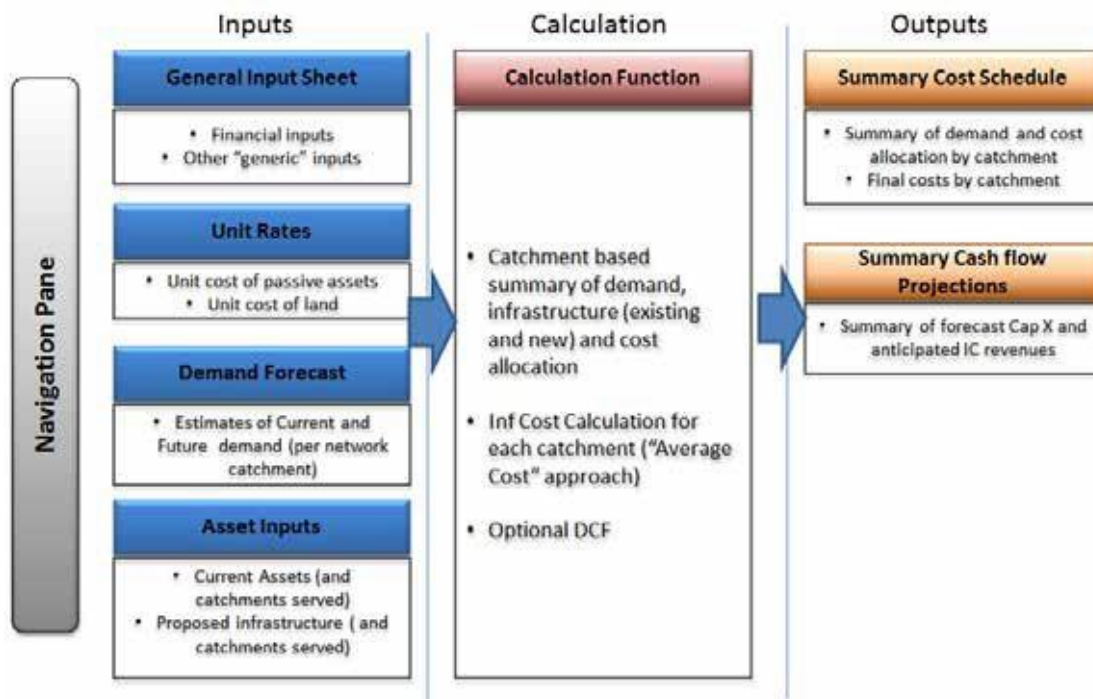 Inputs
Calculation
Outputs
Navigation Pane
General Input Sheet
• Financial inputs
• Other "generic" inputs
Unit Rates
• Unit cost of passive assets
• Unit cost of land
Demand Forecast
• Estimates of Current and
Future demand (per network
catchment)
Asset Inputs
• Current Assets (and
catchments served)
• Proposed infrastructure ( and
catchments served)
Calculation Function
• Catchment based
summary of demand,
infrastructure (existing
and new) and cost
allocation
• Inf Cost Calculation for
each catchment ("Average
Cost" approach)
• Optional DCF
Summary Cost Schedule
• Summary of demand and cost
allocation by catchment
• Final costs by catchment
Summary Cash flow
Projections
• Summary of forecast Cap X and
anticipated IC revenues